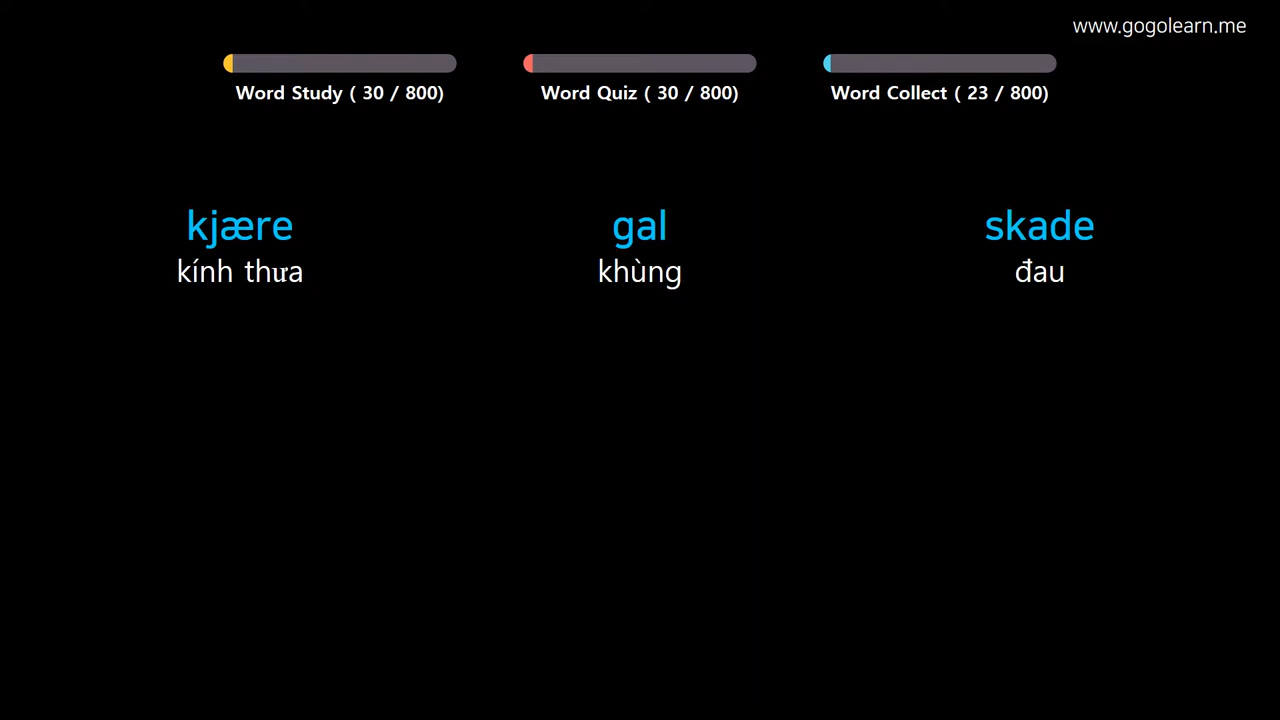 www.gogolearn.me
Word Study ( 30 / 800)
Word Quiz ( 30 / 800)
Word Collect ( 23 / 800)
kjære
gal
skade
kính thưa
khùng
đau